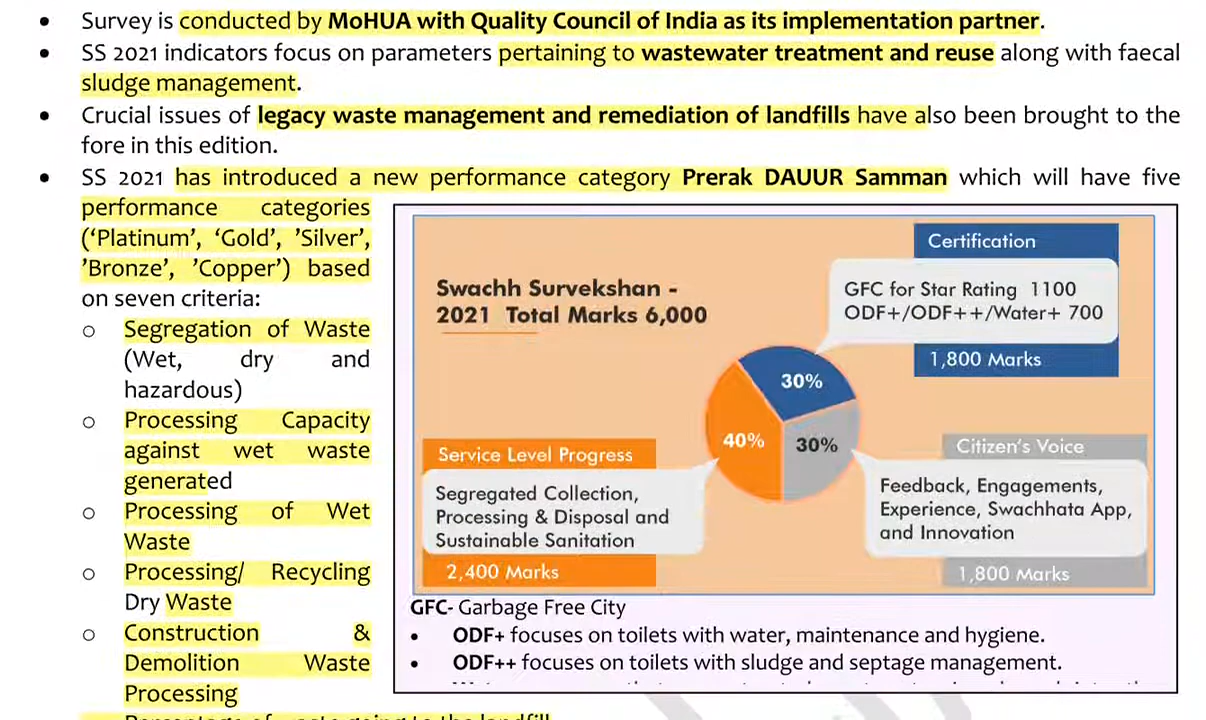 • Survey is conducted by MoHUA with Quality Council of India as its implementation partner.
• SS 2021 indicators focus on parameters pertaining to wastewater treatment and reuse along with faecal
sludge management.
• Crucial issues of legacy waste management and remediation of landfills have also been brought to the
fore in this edition.
• SS 2021 has introduced a new performance category Prerak DAUUR Samman which will have five
performance categories
(‘Platinum’, ‘Gold’, ’Silver’,
’Bronze’, ’Copper’) based
on seven criteria:
o Segregation of Waste
(Wet, dry and
hazardous)
o Processing Capacity
against wet waste
generated
o Processing of Wet
Waste
o Processing/ Recycling
Dry Waste
o Construction &
Demolition Waste
Processing
Percentage of waste going to the landfill
Swachh Survekshan -
2021 Total Marks 6,000
Certification
GFC for Star Rating 1100
ODF+/ODF++/Water+ 700
1,800 Marks
30%
40%
30%
Service Level Progress
Segregated Collection,
Processing & Disposal and
Sustainable Sanitation
2,400 Marks
Citizen’s Voice
Feedback, Engagements,
Experience, Swachhata App,
and Innovation
1,800 Marks
GFC- Garbage Free City
• ODF+ focuses on toilets with water, maintenance and hygiene.
• ODF++ focuses on toilets with sludge and septage management.